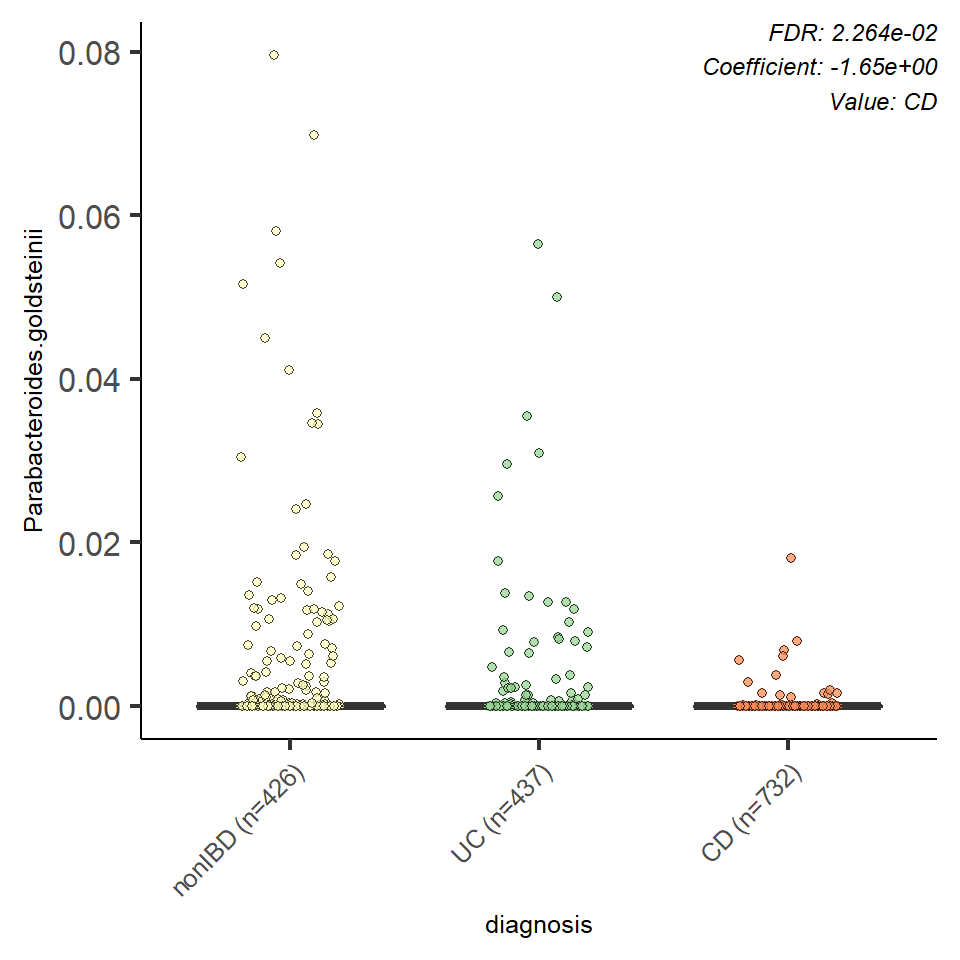 FDR: 2.264e-02
Coefficient: -1.65e+00
Value: CD
0.08
0.06
0.04
0.02
0.00
Parabacteroides.goldsteinii
nonIBD (n=426)
UC (n=437)
CD (n=732)
diagnosis